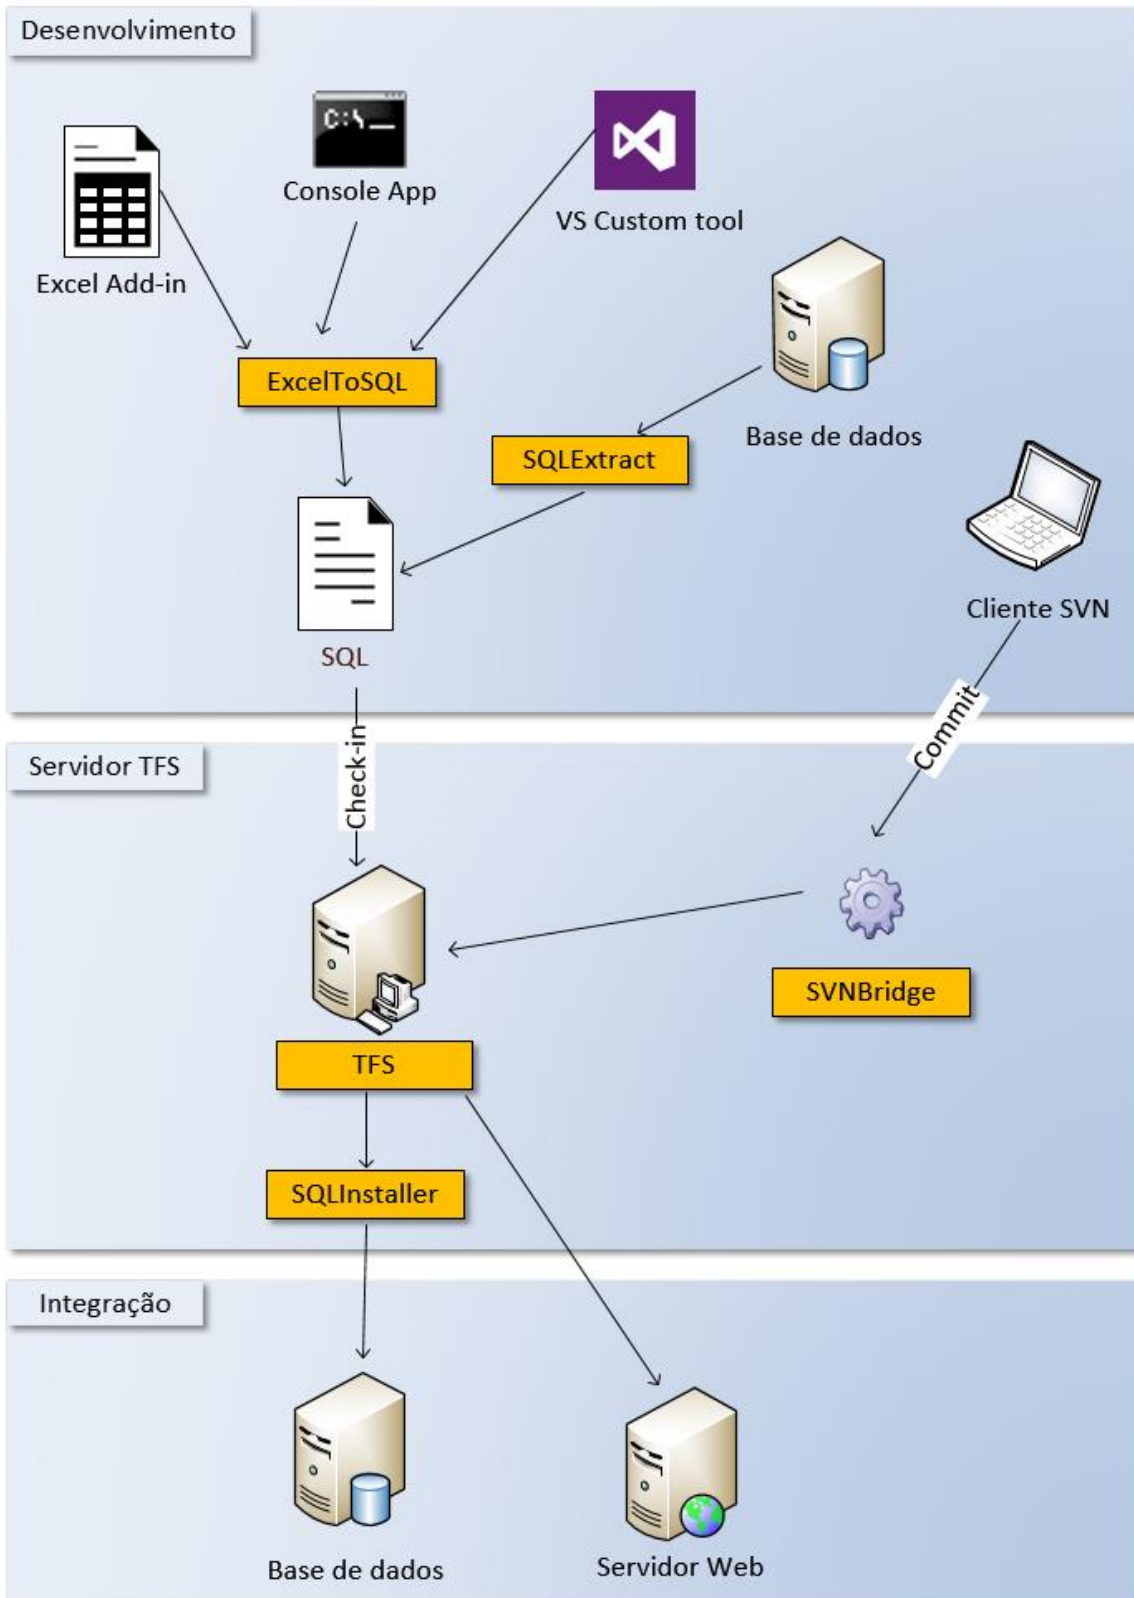 Desenvolvimento
C:\_
Console App
VS Custom tool
Excel Add-in
ExcelToSQL
Base de dados
SQLExtract
Cliente SVN
SQL
Commit
Check-in
Servidor TFS
SVNBridge
TFS
SQLInstaller
Integração
Base de dados
Servidor Web